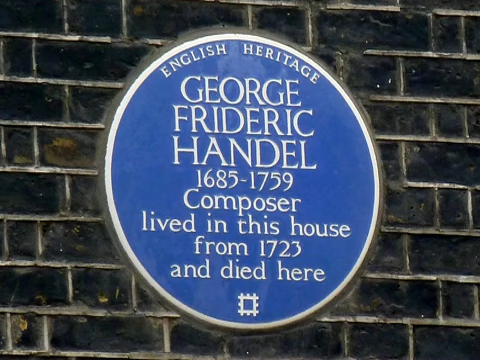 ENGLISH HERITAGE
GEORGE
FRIDERIC
HANDEL
1685-1759
Composer
lived in this house
from 1723
and died here